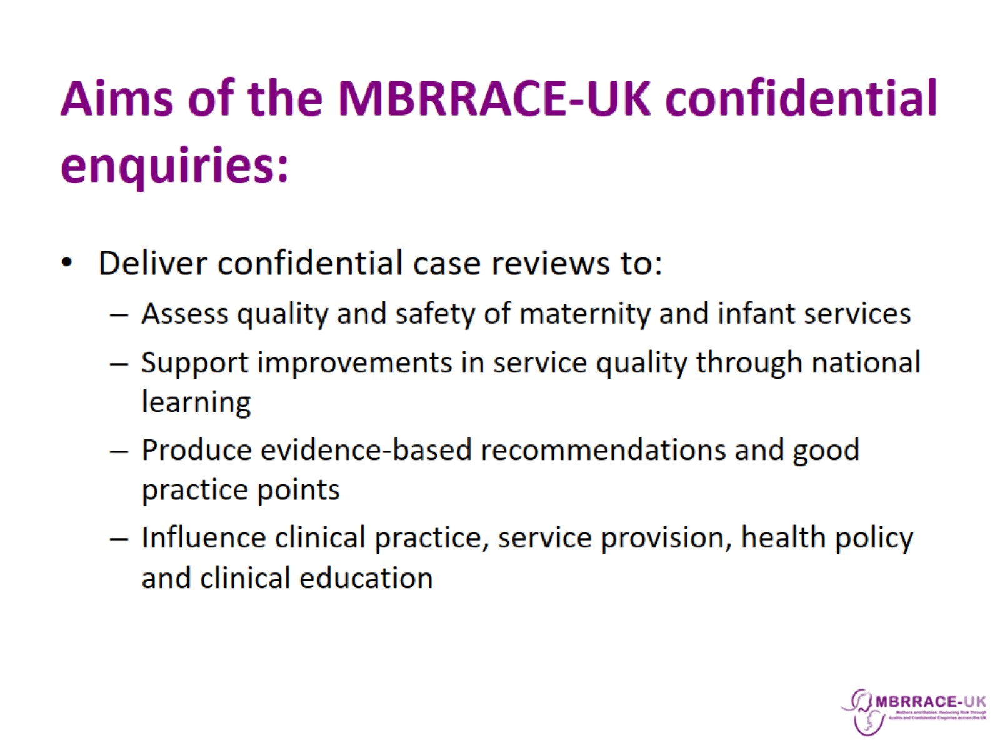 Aims of the MBRRACE-UK confidential
enquiries:
• Deliver confidential case reviews to:
– Assess quality and safety of maternity and infant services
– Support improvements in service quality through national
learning
– Produce evidence-based recommendations and good
practice points
– Influence clinical practice, service provision, health policy
and clinical education
MBRRACE-UK
Mothers and Babies: Reducing Risk through
Audits and Confidential Enquiries across the UK